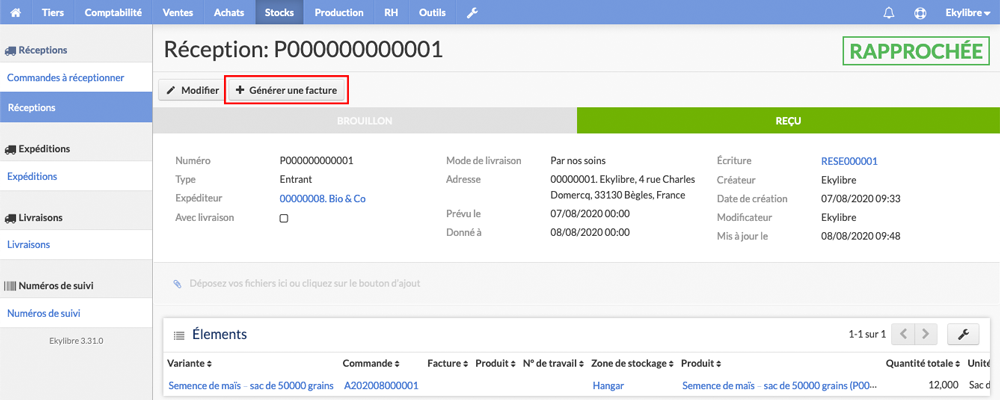 Tiers Comptabilité Ventes Achats Stocks Production RH Outils Ekylibre
Réceptions
Commandes à réceptionner
Réceptions
Expéditions
Expéditions
Livraisons
Livraisons
Numéros de suivi
Numéros de suivi
Ekylibre 3.31.0
Réception: P000000000001
RAPPROCHÉE
Modifier Générer une facture
BROUILLON REÇU
Numéro P000000000001
Type Entrant
Expéditeur 00000008. Bio & Co
Avec livraison
Mode de livraison Par nos soins
Adresse 00000001. Ekylibre, 4 rue Charles
Domercq, 33130 Bègles, France
Prévu le 07/08/2020 00:00
Donné à 08/08/2020 00:00
Écriture RESE000001
Créateur Ekylibre
Date de création 07/08/2020 09:33
Modificateur Ekylibre
Mis à jour le 08/08/2020 09:48
Déposez vos fichiers ici ou cliquez sur le bouton d'ajout
Élements 1-1 sur 1
Variante Commande Facture Produit N° de travail Zone de stockage Produit Quantité totale Unité
Semence de maïs – sac de 50000 grains A202008000001 Hangar Semence de maïs – sac de 50000 grains (P00... 12,000 Sac d